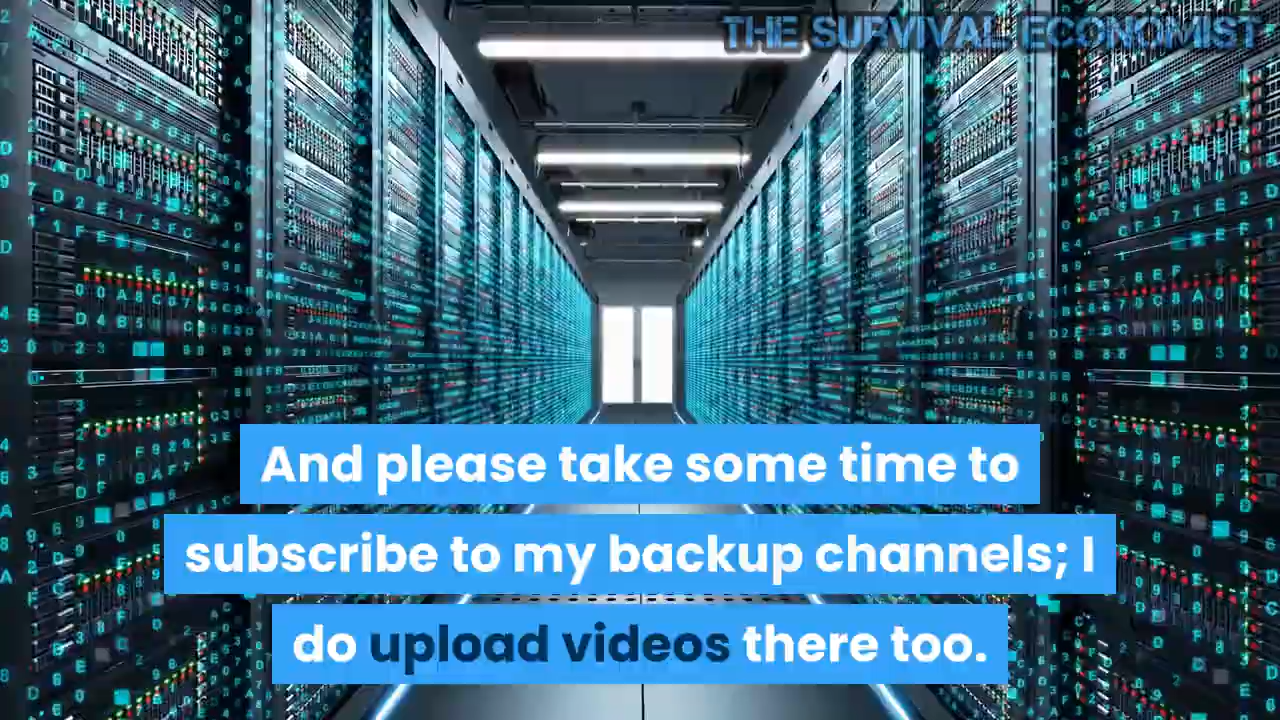 THE SURVIVAL ECONOMIST
And please take some time to
subscribe to my backup channels; I
do upload videos there too.